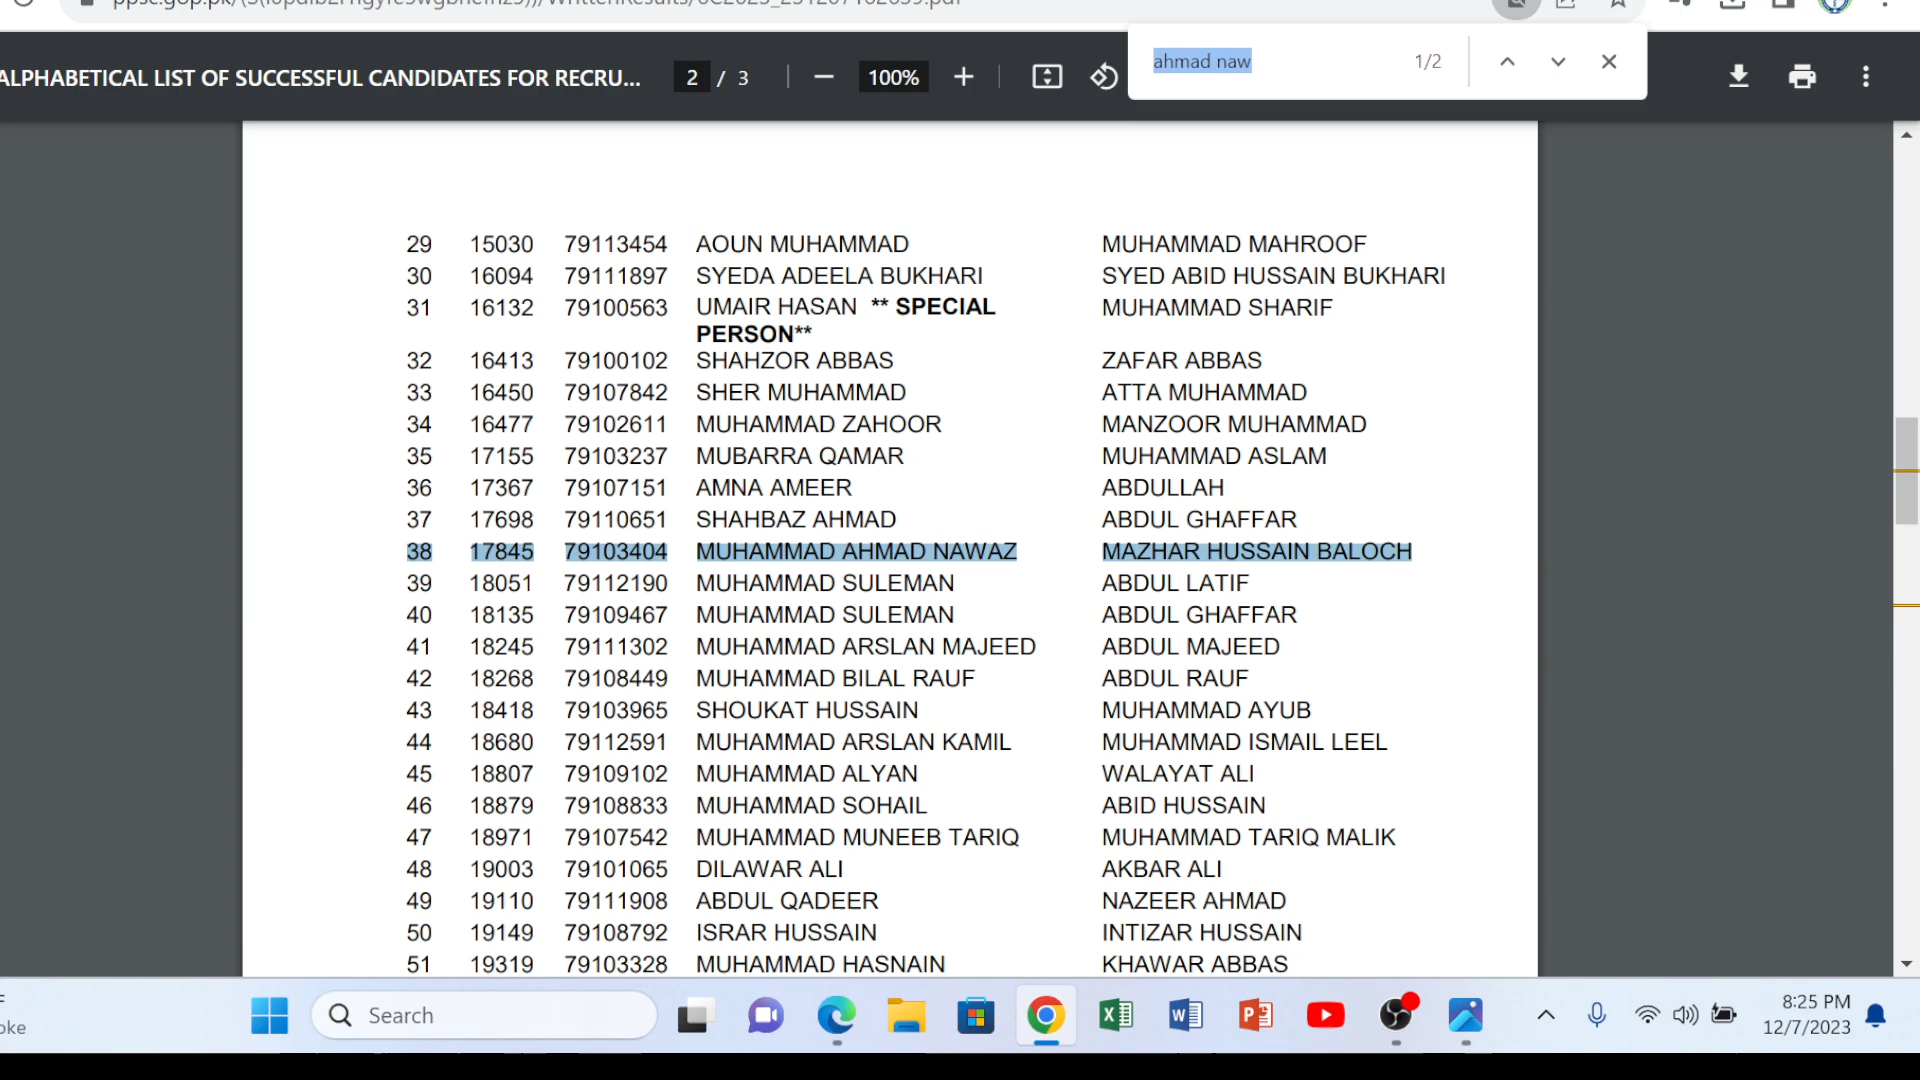 ALPHABETICAL LIST OF SUCCESSFUL CANDIDATES FOR RECRU... 2 / 3 100%
ahmad naw 1/2
29 15030 79113454 AOUN MUHAMMAD MUHAMMAD MAHROOF
30 16094 79111897 SYEDA ADEELA BUKHARI SYED ABID HUSSAIN BUKHARI
31 16132 79100563 UMAIR HASAN ** SPECIAL MUHAMMAD SHARIF
PERSON**
32 16413 79100102 SHAHZOR ABBAS ZAFAR ABBAS
33 16450 79107842 SHER MUHAMMAD ATTA MUHAMMAD
34 16477 79102611 MUHAMMAD ZAHOOR MANZOOR MUHAMMAD
35 17155 79103237 MUBARRA QAMAR MUHAMMAD ASLAM
36 17367 79107151 AMNA AMEER ABDULLAH
37 17698 79110651 SHAHBAZ AHMAD ABDUL GHAFFAR
38 17845 79103404 MUHAMMAD AHMAD NAWAZ MAZHAR HUSSAIN BALOCH
39 18051 79112190 MUHAMMAD SULEMAN ABDUL LATIF
40 18135 79109467 MUHAMMAD SULEMAN ABDUL GHAFFAR
41 18245 79111302 MUHAMMAD ARSLAN MAJEED ABDUL MAJEED
42 18268 79108449 MUHAMMAD BILAL RAUF ABDUL RAUF
43 18418 79103965 SHOUKAT HUSSAIN MUHAMMAD AYUB
44 18680 79112591 MUHAMMAD ARSLAN KAMIL MUHAMMAD ISMAIL LEEL
45 18807 79109102 MUHAMMAD ALYAN WALAYAT ALI
46 18879 79108833 MUHAMMAD SOHAIL ABID HUSSAIN
47 18971 79107542 MUHAMMAD MUNEEB TARIQ MUHAMMAD TARIQ MALIK
48 19003 79101065 DILAWAR ALI AKBAR ALI
49 19110 79111908 ABDUL QADEER NAZEER AHMAD
50 19149 79108792 ISRAR HUSSAIN INTIZAR HUSSAIN
51 19319 79103328 MUHAMMAD HASNAIN KHAWAR ABBAS
oke
Search
8:25 PM
12/7/2023